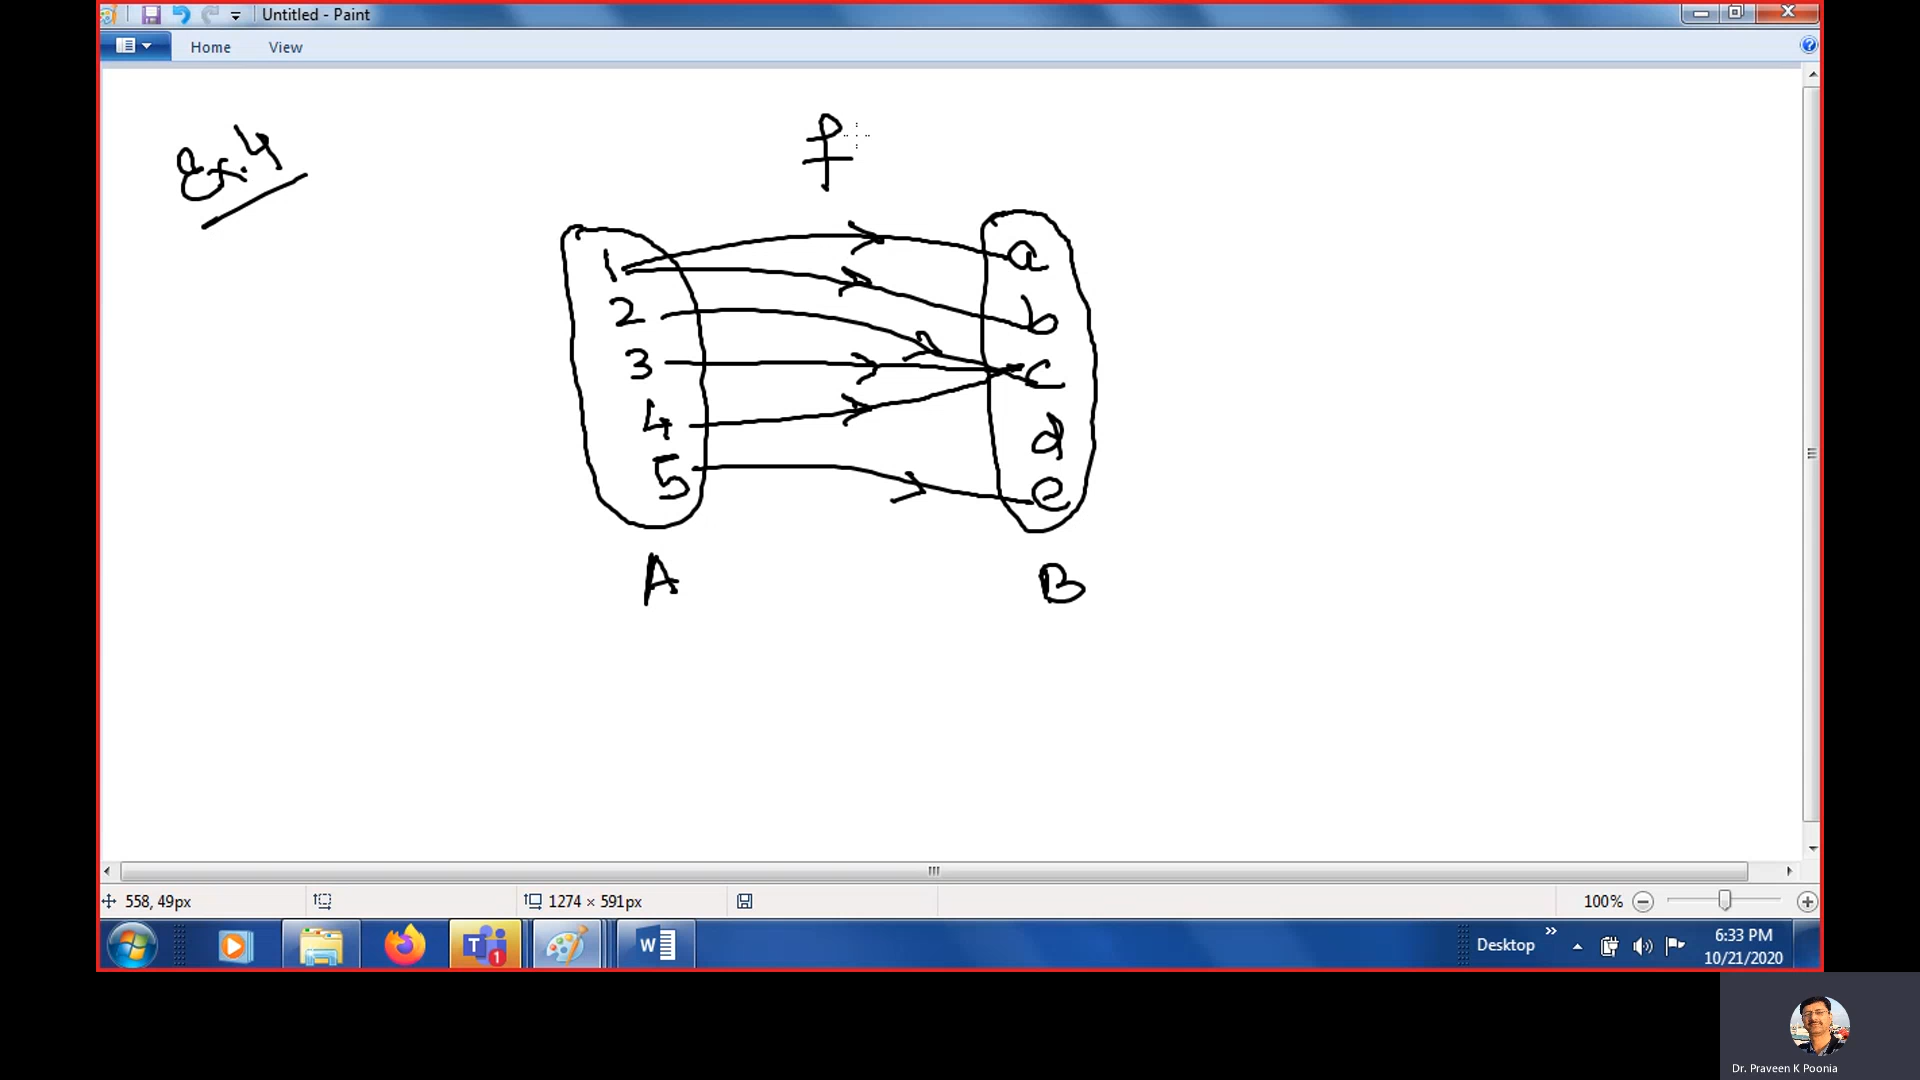 Untitled - Paint
Home View
Ex.4
f
1 a
2 b
3 c
4 d
5 e
A B
558, 49px 1274 × 591px 100%
T 1 W Desktop 6:33 PM
10/21/2020
Dr. Praveen K Poonia